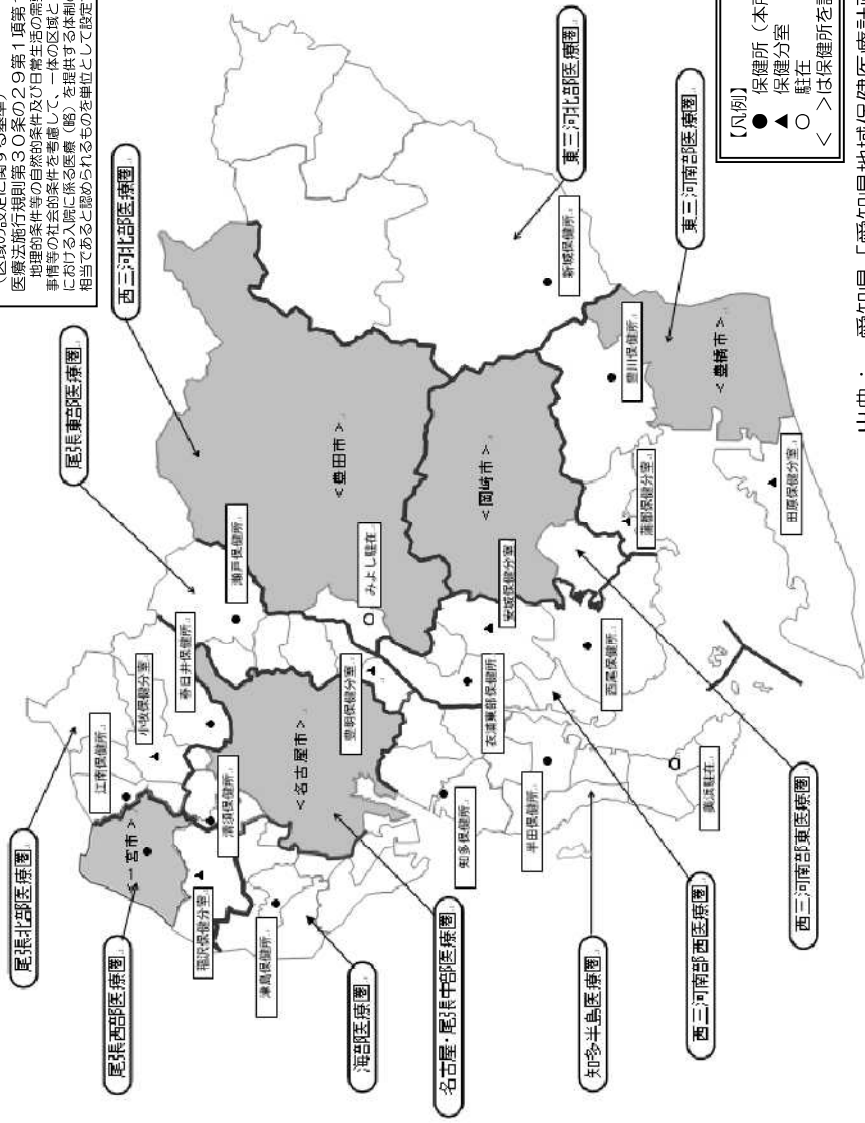 (区域の設定に関する基準)
医療法施行規則第30条の29第1項第
地理的条件等の自然的条件及び日常生活の需要
事情等の社会的条件を考慮して、一体の区域と
における入院に係る医療(略)を提供する体制
相当であると認められるものを単位として設定
西三河北部医療圏
尾張東部医療圏
尾張北部医療圏
尾張西部医療圏
海部医療圏
名古屋・尾張中部医療圏
知多半島医療圏
西三河南部西医療圏
西三河南部東医療圏
東三河北部医療圏
東三河南部医療圏
江南保健所
小牧保健分室
春日井保健所
瀬戸保健所
<一宮市>
清須保健所
稲沢保健分室
津島保健所
<名古屋市>
豊明保健分室
みよし駐在
<豊田市>
<岡崎市>
新城保健所
豊川保健所
<豊橋市>
蒲郡保健分室
田原保健分室
安城保健分室
衣浦東部保健所
西尾保健所
知多保健所
半田保健所
美浜駐在
【凡例】
● 保健所(本所
▲ 保健分室
○ 駐在
< >は保健所を設
出典: 愛知県「愛知県地域保健医療計画